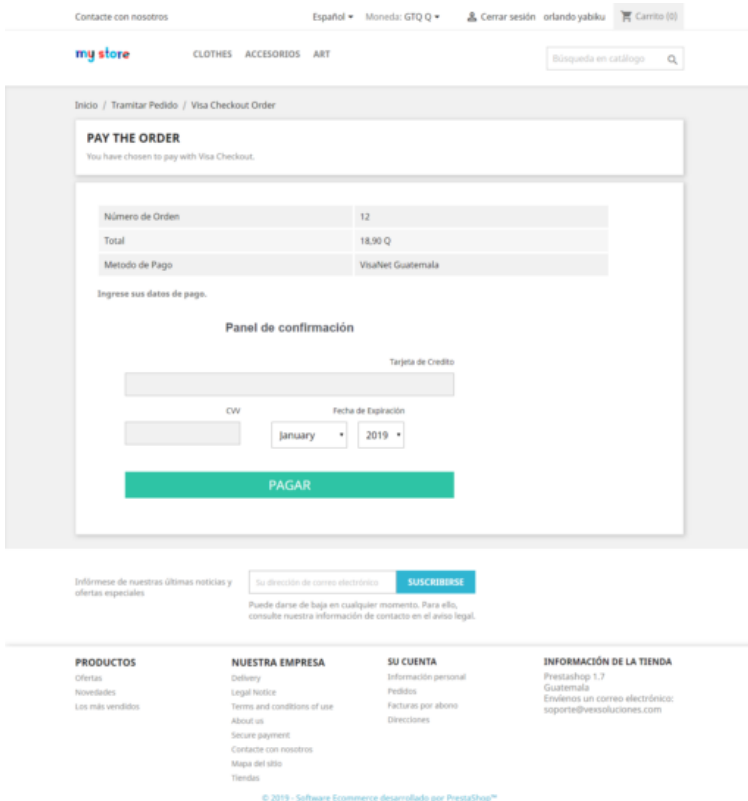 Contacte con nosotros
Español
Moneda: GTQ Q
Cerrar sesión
orlando yabiku
Carrito (0)
my store
CLOTHES
ACCESORIOS
ART
Búsqueda en catálogo
Inicio / Tramitar Pedido / Visa Checkout Order
PAY THE ORDER
You have chosen to pay with Visa Checkout.
Número de Orden 12
Total 18,90 Q
Metodo de Pago VisaNet Guatemala
Ingrese sus datos de pago.
Panel de confirmación
Tarjeta de Credito
CVV
Fecha de Expiración
January
2019
PAGAR
Infórmese de nuestras últimas noticias y
ofertas especiales
Su dirección de correo electrónico
SUSCRIBIRSE
Puede darse de baja en cualquier momento. Para ello,
consulte nuestra información de contacto en el aviso legal.
PRODUCTOS
Ofertas
Novedades
Los más vendidos
NUESTRA EMPRESA
Delivery
Legal Notice
Terms and conditions of use
About us
Secure payment
Contacte con nosotros
Mapa del sitio
Tiendas
SU CUENTA
Información personal
Pedidos
Facturas por abono
Direcciones
INFORMACIÓN DE LA TIENDA
Prestashop 1.7
Guatemala
Envíenos un correo electrónico:
soporte@vexsoluciones.com
© 2019 - Software Ecommerce desarrollado por PrestaShop™